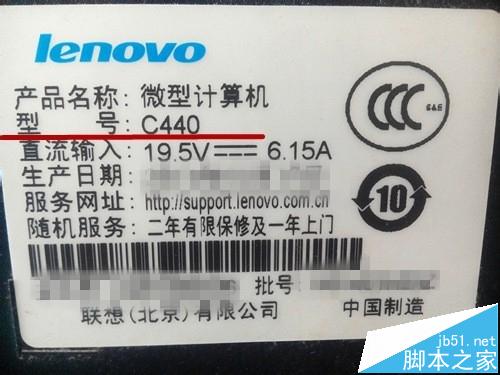 lenovo
产品名称：微型计算机
型　　号：C440
直流输入：19.5V⎓ 6.15A
生产日期：
服务网址：http://support.lenovo.com.cn
随机服务：二年有限保修及一年上门
CCC
S&E
10
批号
联想（北京）有限公司　中国制造
jb51.net
脚本之家